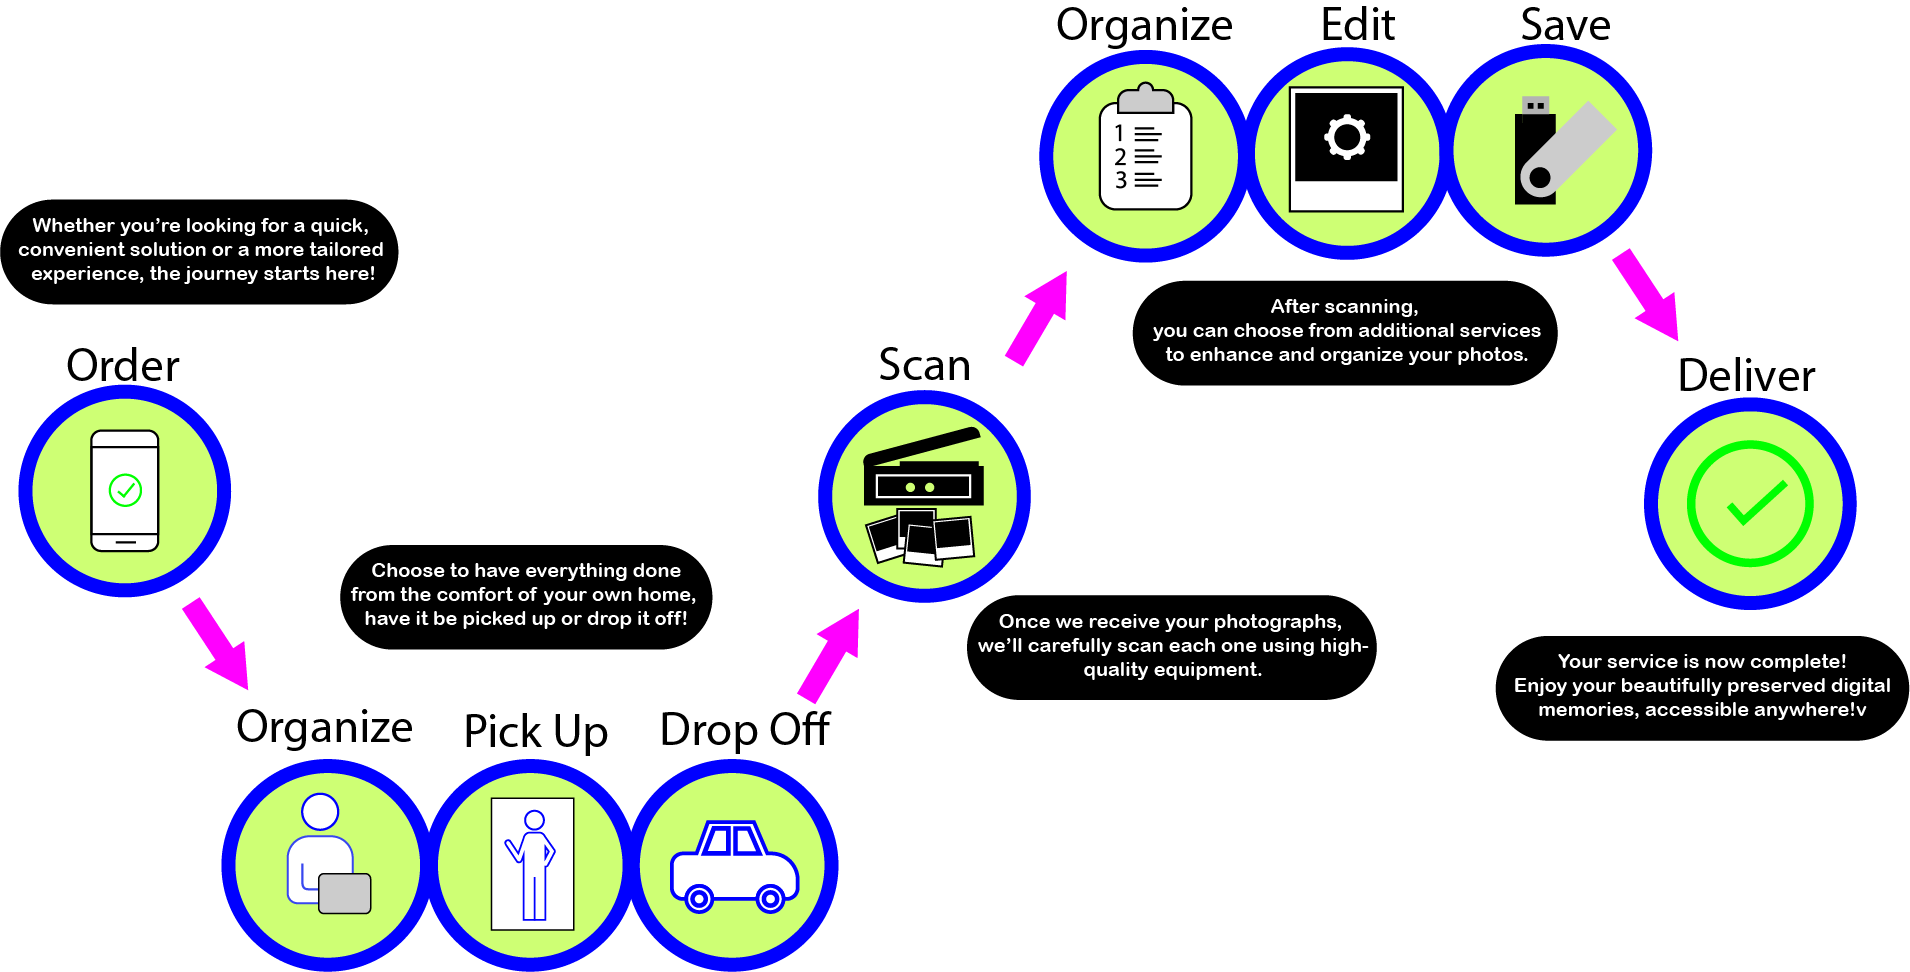 Whether you’re looking for a quick,
convenient solution or a more tailored
experience, the journey starts here!
Order
Choose to have everything done
from the comfort of your own home,
have it be picked up or drop it off!
Organize
Pick Up
Drop Off
Scan
Once we receive your photographs,
we’ll carefully scan each one using high-
quality equipment.
Organize
1
2
3
Edit
Save
After scanning,
you can choose from additional services
to enhance and organize your photos.
Deliver
Your service is now complete!
Enjoy your beautifully preserved digital
memories, accessible anywhere!v